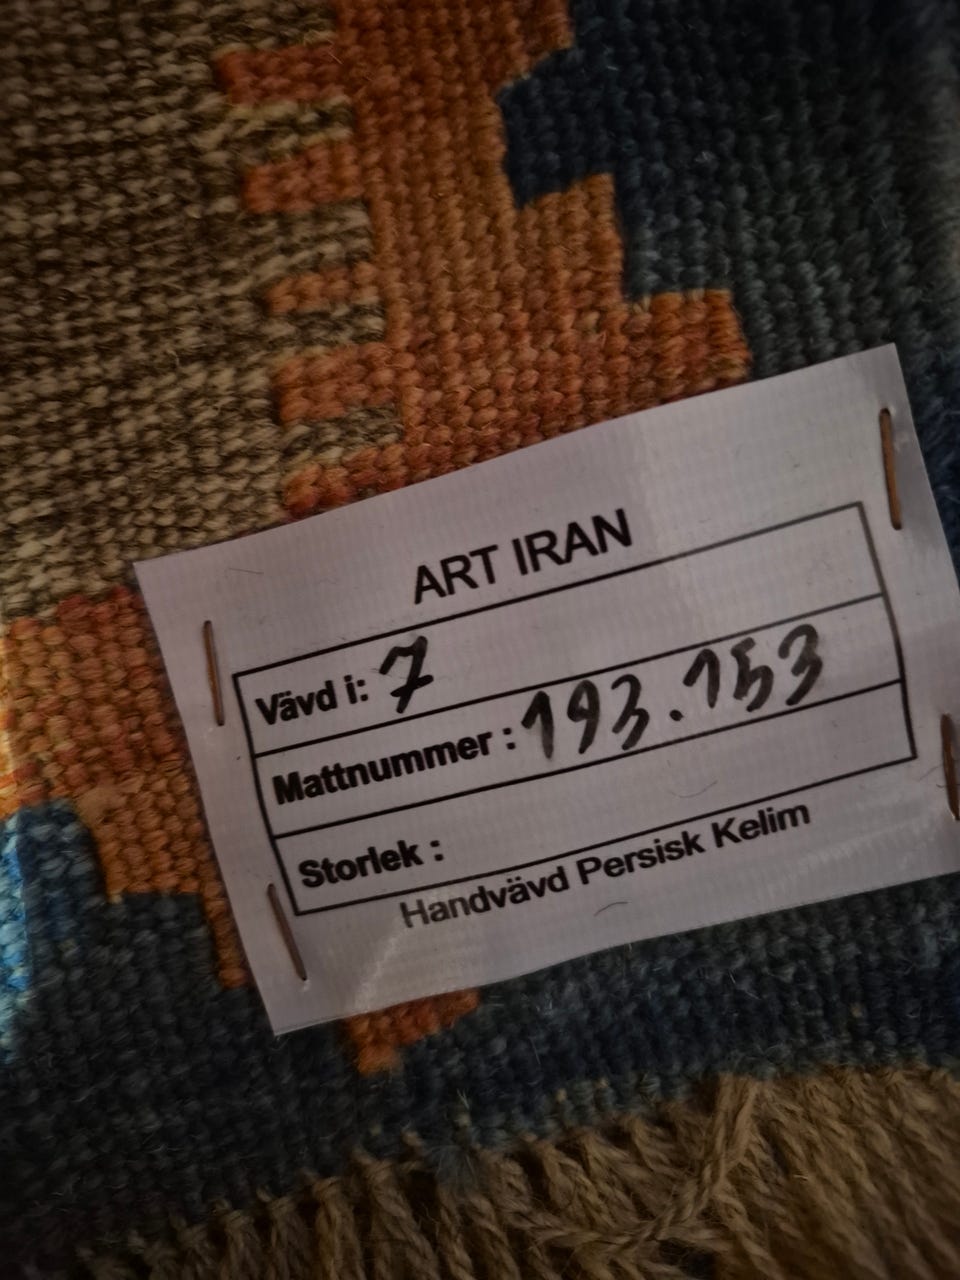 ART IRAN
Vävd i: 7
Mattnummer : 193.153
Storlek :
Handvävd Persisk Kelim